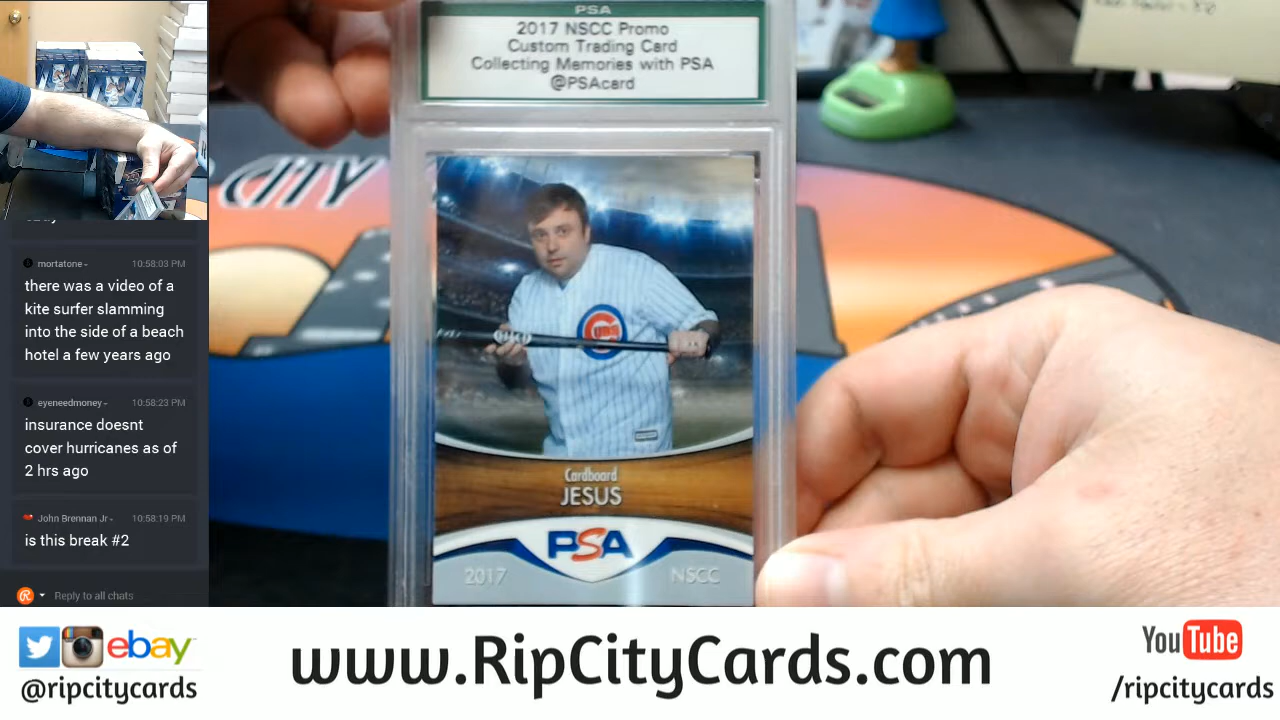 PSA
2017 NSCC Promo
Custom Trading Card
Collecting Memories with PSA
@PSAcard
CITY
CUBS
Cardboard
JESUS
PSA
2017
NSCC
mortatone
10:58:03 PM
there was a video of a
kite surfer slamming
into the side of a beach
hotel a few years ago
eyeneedmoney
10:58:23 PM
insurance doesnt
cover hurricanes as of
2 hrs ago
John Brennan Jr
10:58:19 PM
is this break #2
Reply to all chats
ebay
@ripcitycards
www.RipCityCards.com
YouTube
/ripcitycards